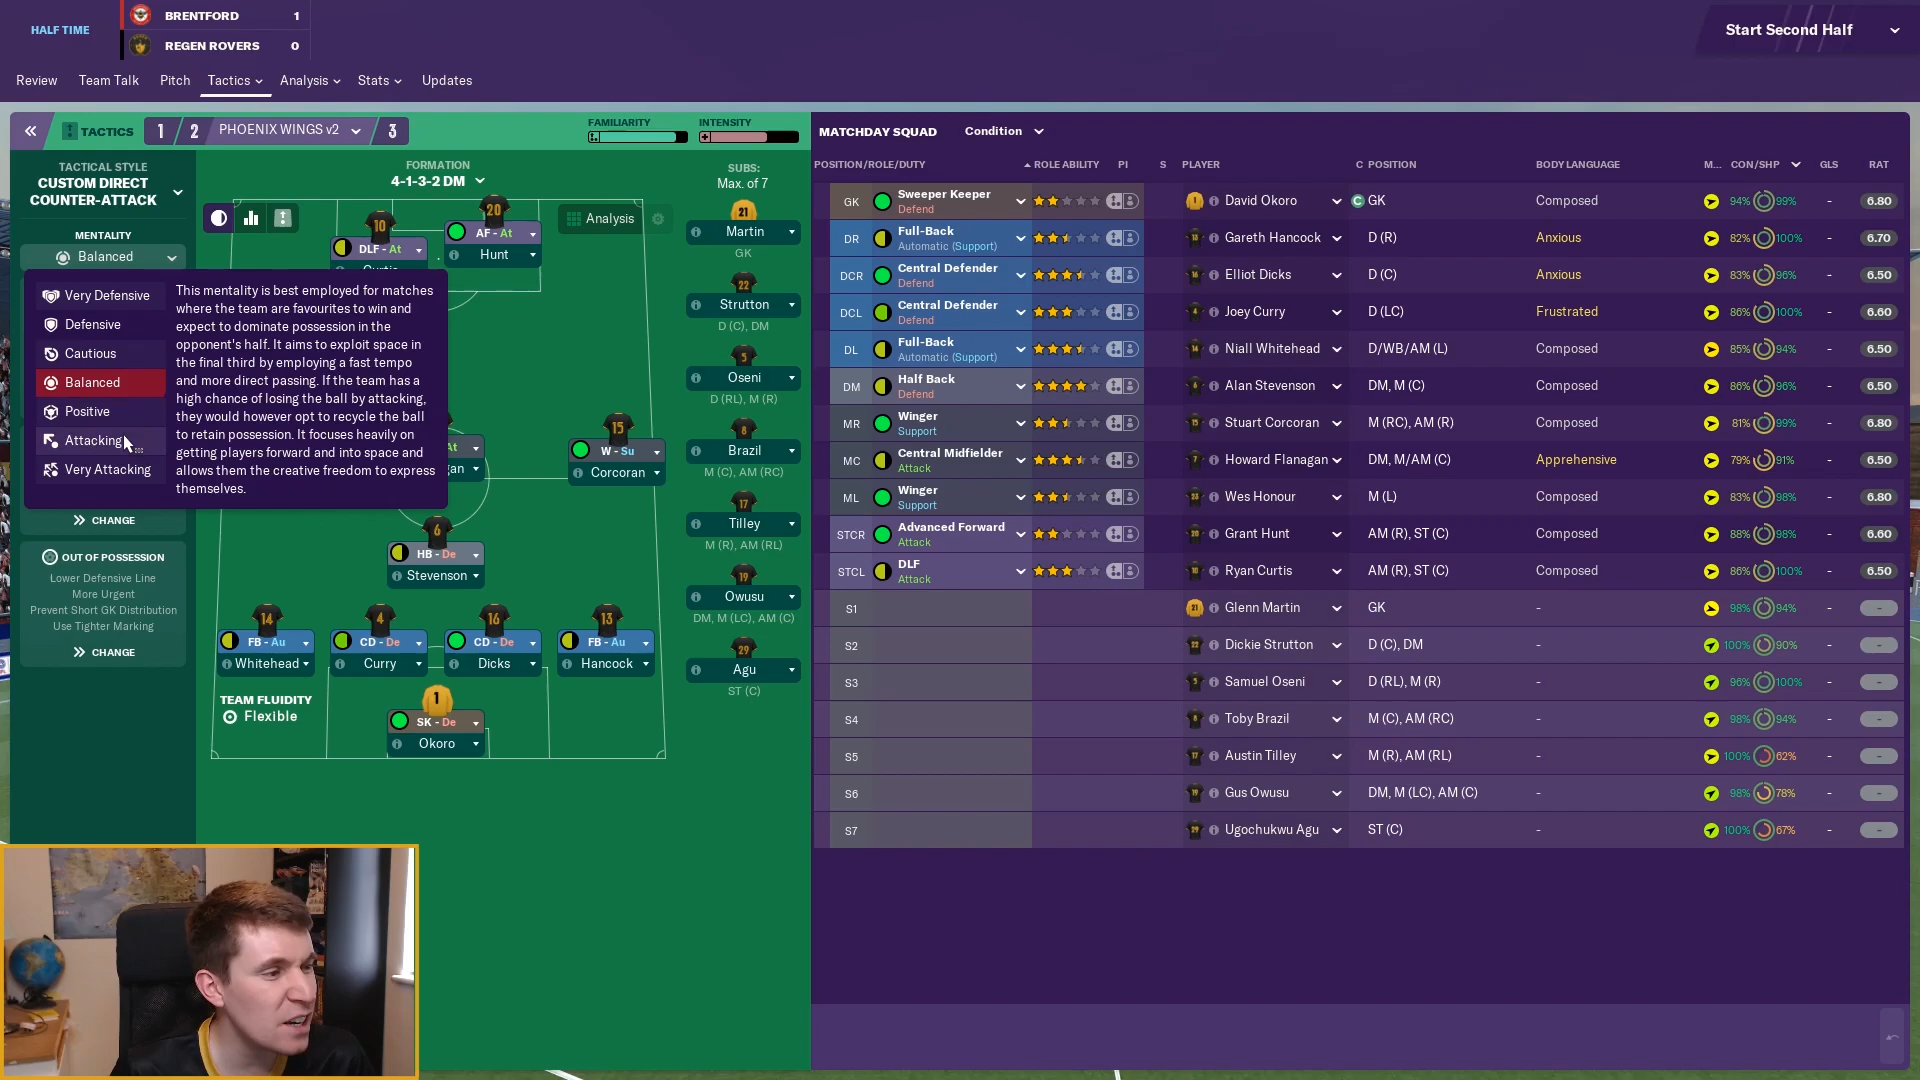 HALF TIME
BRENTFORD 1
REGEN ROVERS 0
Start Second Half
Review Team Talk Pitch Tactics Analysis Stats Updates
TACTICS 1 2 PHOENIX WINGS v2 3
FAMILIARITY INTENSITY
TACTICAL STYLE
CUSTOM DIRECT
COUNTER-ATTACK
MENTALITY
Balanced
Very Defensive
Defensive
Cautious
Balanced
Positive
Attacking
Very Attacking
This mentality is best employed for matches
where the team are favourites to win and
expect to dominate possession in the
opponent's half. It aims to exploit space in
the final third by employing a fast tempo
and more direct passing. If the team has a
high chance of losing the ball by attacking,
they would however opt to recycle the ball
to retain possession. It focuses heavily on
getting players forward and into space and
allows them the creative freedom to express
themselves.
CHANGE
OUT OF POSSESSION
Lower Defensive Line
More Urgent
Prevent Short GK Distribution
Use Tighter Marking
CHANGE
FORMATION
4-1-3-2 DM
Analysis
10
DLF - At
20
AF - At
Hunt
15
W - Su
Corcoran
6
HB - De
Stevenson
14
FB - Au
Whitehead
4
CD - De
Curry
16
CD - De
Dicks
13
FB - Au
Hancock
TEAM FLUIDITY
Flexible
1
SK - De
Okoro
SUBS:
Max. of 7
21
Martin
GK
22
Strutton
D (C), DM
5
Oseni
D (RL), M (R)
8
Brazil
M (C), AM (RC)
17
Tilley
M (R), AM (RL)
19
Owusu
DM, M (LC), AM (C)
29
Agu
ST (C)
MATCHDAY SQUAD Condition
POSITION/ROLE/DUTY ROLE ABILITY PI S PLAYER C POSITION BODY LANGUAGE M... CON/SHP GLS RAT
GK Sweeper Keeper Defend David Okoro C GK Composed 94% 99% - 6.80
DR Full-Back Automatic (Support) Gareth Hancock D (R) Anxious 82% 100% - 6.70
DCR Central Defender Defend Elliot Dicks D (C) Anxious 83% 96% - 6.50
DCL Central Defender Defend Joey Curry D (LC) Frustrated 86% 100% - 6.60
DL Full-Back Automatic (Support) Niall Whitehead D/WB/AM (L) Composed 85% 94% - 6.50
DM Half Back Defend Alan Stevenson DM, M (C) Composed 86% 96% - 6.50
MR Winger Support Stuart Corcoran M (RC), AM (R) Composed 81% 99% - 6.80
MC Central Midfielder Attack Howard Flanagan DM, M/AM (C) Apprehensive 79% 91% - 6.50
ML Winger Support Wes Honour M (L) Composed 83% 98% - 6.80
STCR Advanced Forward Attack Grant Hunt AM (R), ST (C) Composed 88% 98% - 6.60
STCL DLF Attack Ryan Curtis AM (R), ST (C) Composed 86% 100% - 6.50
S1 Glenn Martin GK - 98% 94% - -
S2 Dickie Strutton D (C), DM - 100% 90% - -
S3 Samuel Oseni D (RL), M (R) - 96% 100% - -
S4 Toby Brazil M (C), AM (RC) - 98% 94% - -
S5 Austin Tilley M (R), AM (RL) - 100% 62% - -
S6 Gus Owusu DM, M (LC), AM (C) - 98% 78% - -
S7 Ugochukwu Agu ST (C) - 100% 67% - -